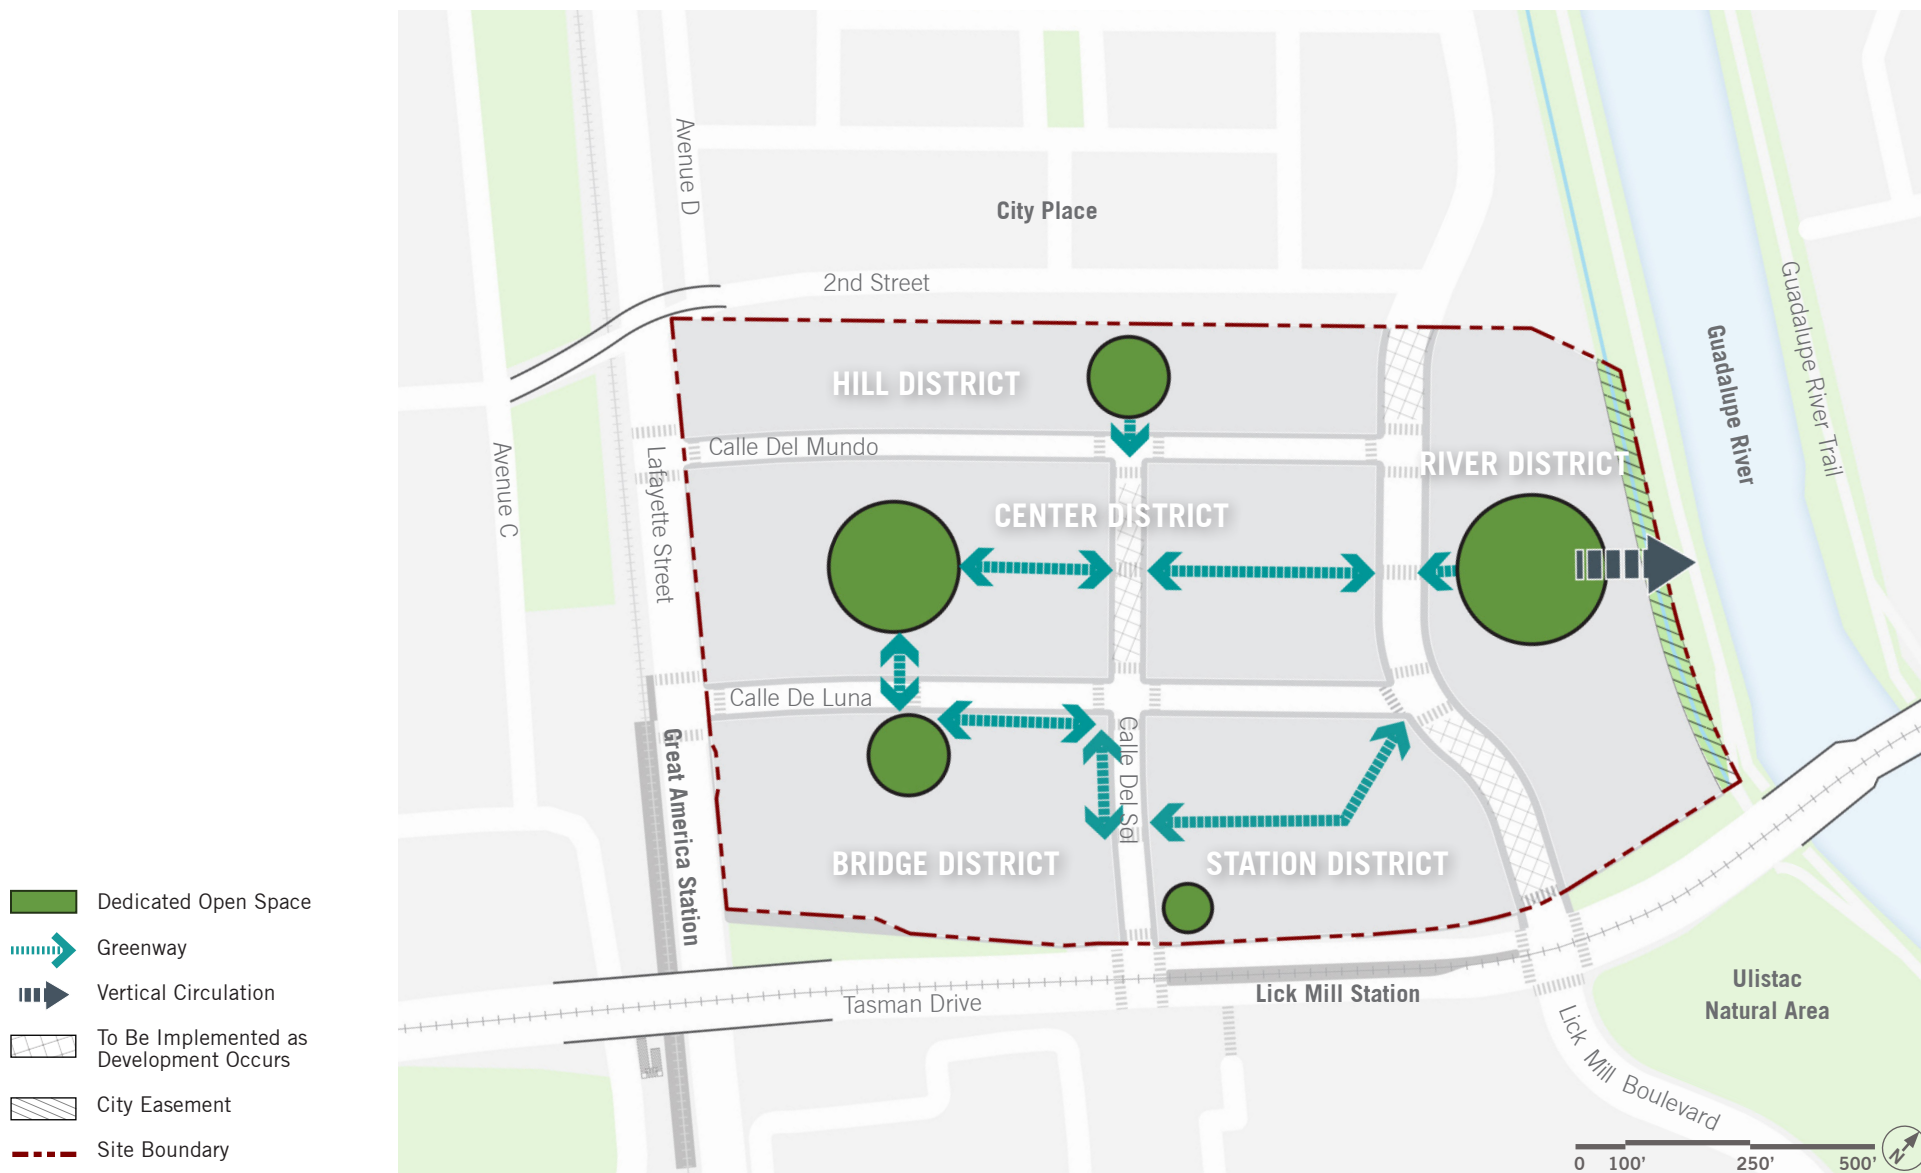 Avenue D
City Place
2nd Street
Guadalupe River Trail
Guadalupe River
HILL DISTRICT
Calle Del Mundo
Lafayette Street
Avenue C
RIVER DISTRICT
CENTER DISTRICT
Calle De Luna
Calle Del Sol
Great America Station
BRIDGE DISTRICT
STATION DISTRICT
Tasman Drive
Lick Mill Station
Ulistac
Natural Area
Lick Mill Boulevard
Dedicated Open Space
Greenway
Vertical Circulation
To Be Implemented as
Development Occurs
City Easement
Site Boundary
0 100' 250' 500'
N